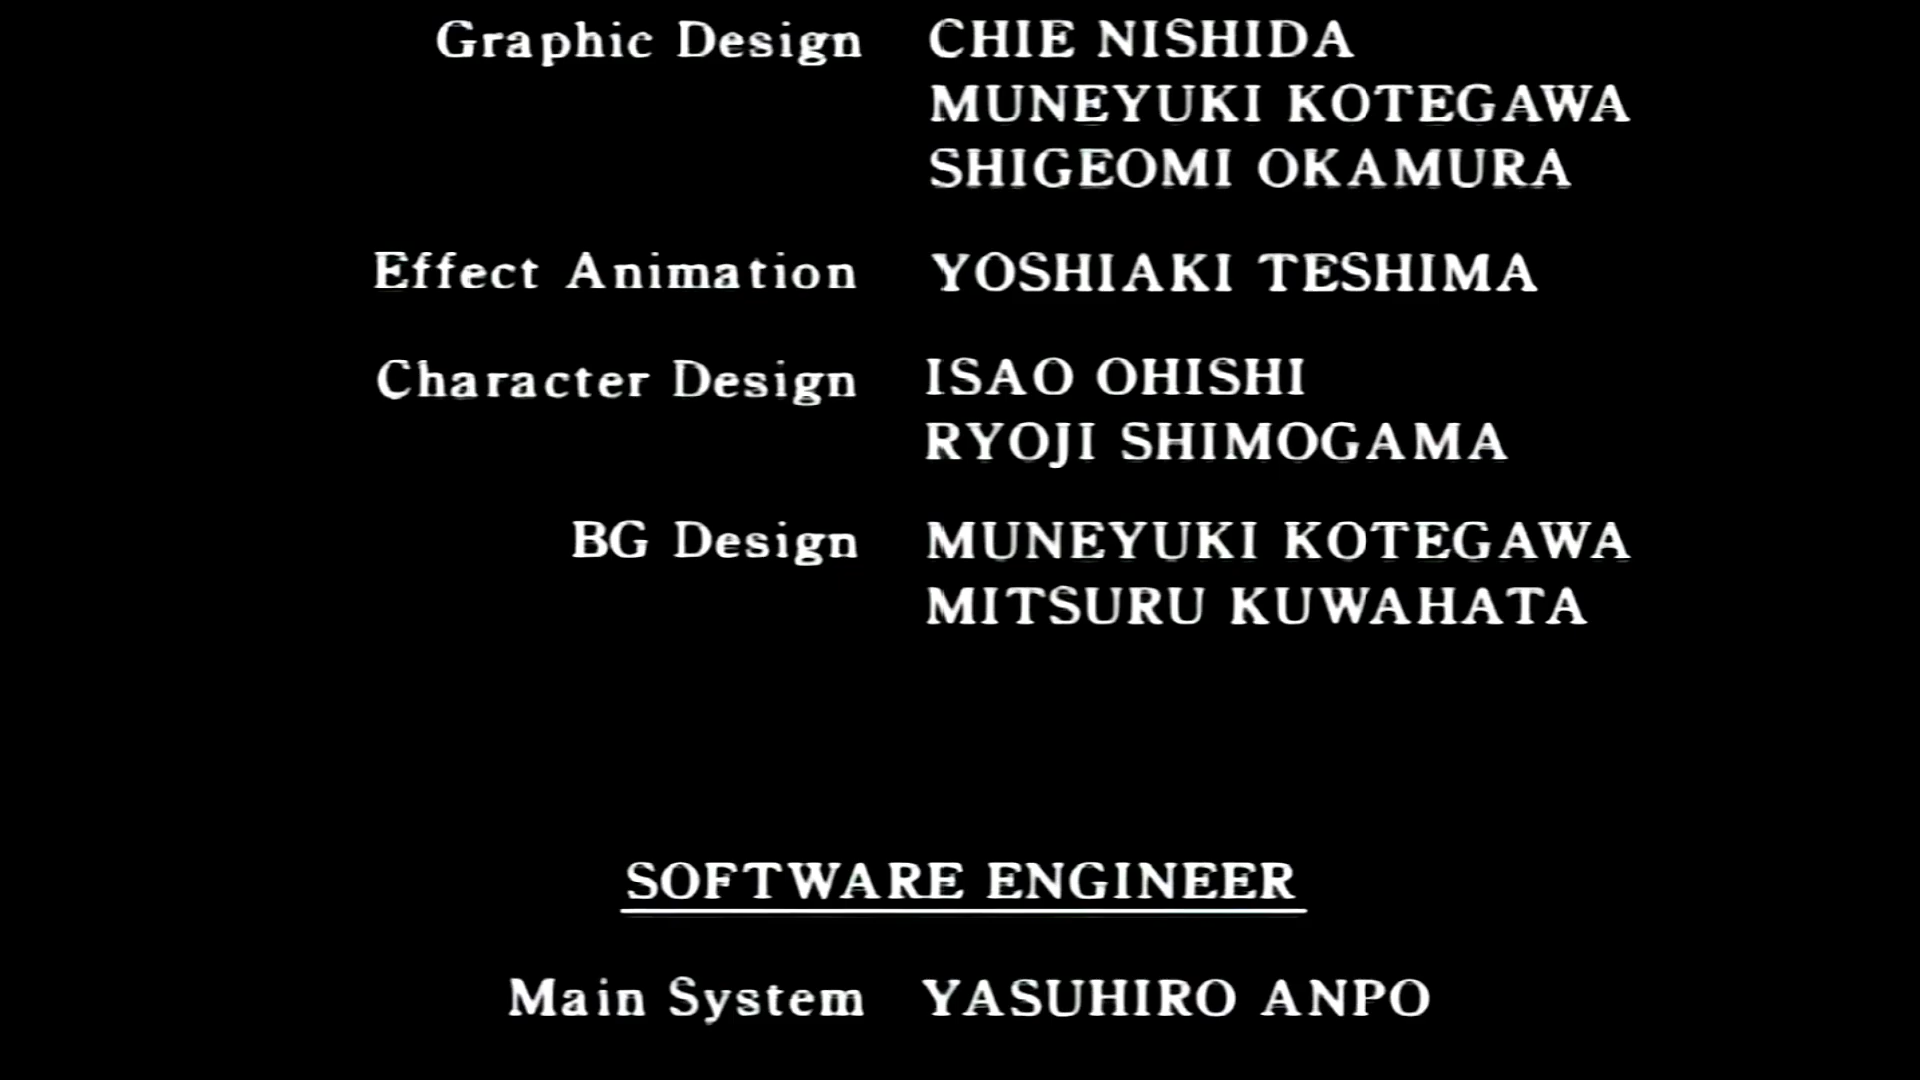 Graphic Design CHIE NISHIDA
MUNEYUKI KOTEGAWA
SHIGEOMI OKAMURA
Effect Animation YOSHIAKI TESHIMA
Character Design ISAO OHISHI
RYOJI SHIMOGAMA
BG Design MUNEYUKI KOTEGAWA
MITSURU KUWAHATA
SOFTWARE ENGINEER
Main System YASUHIRO ANPO